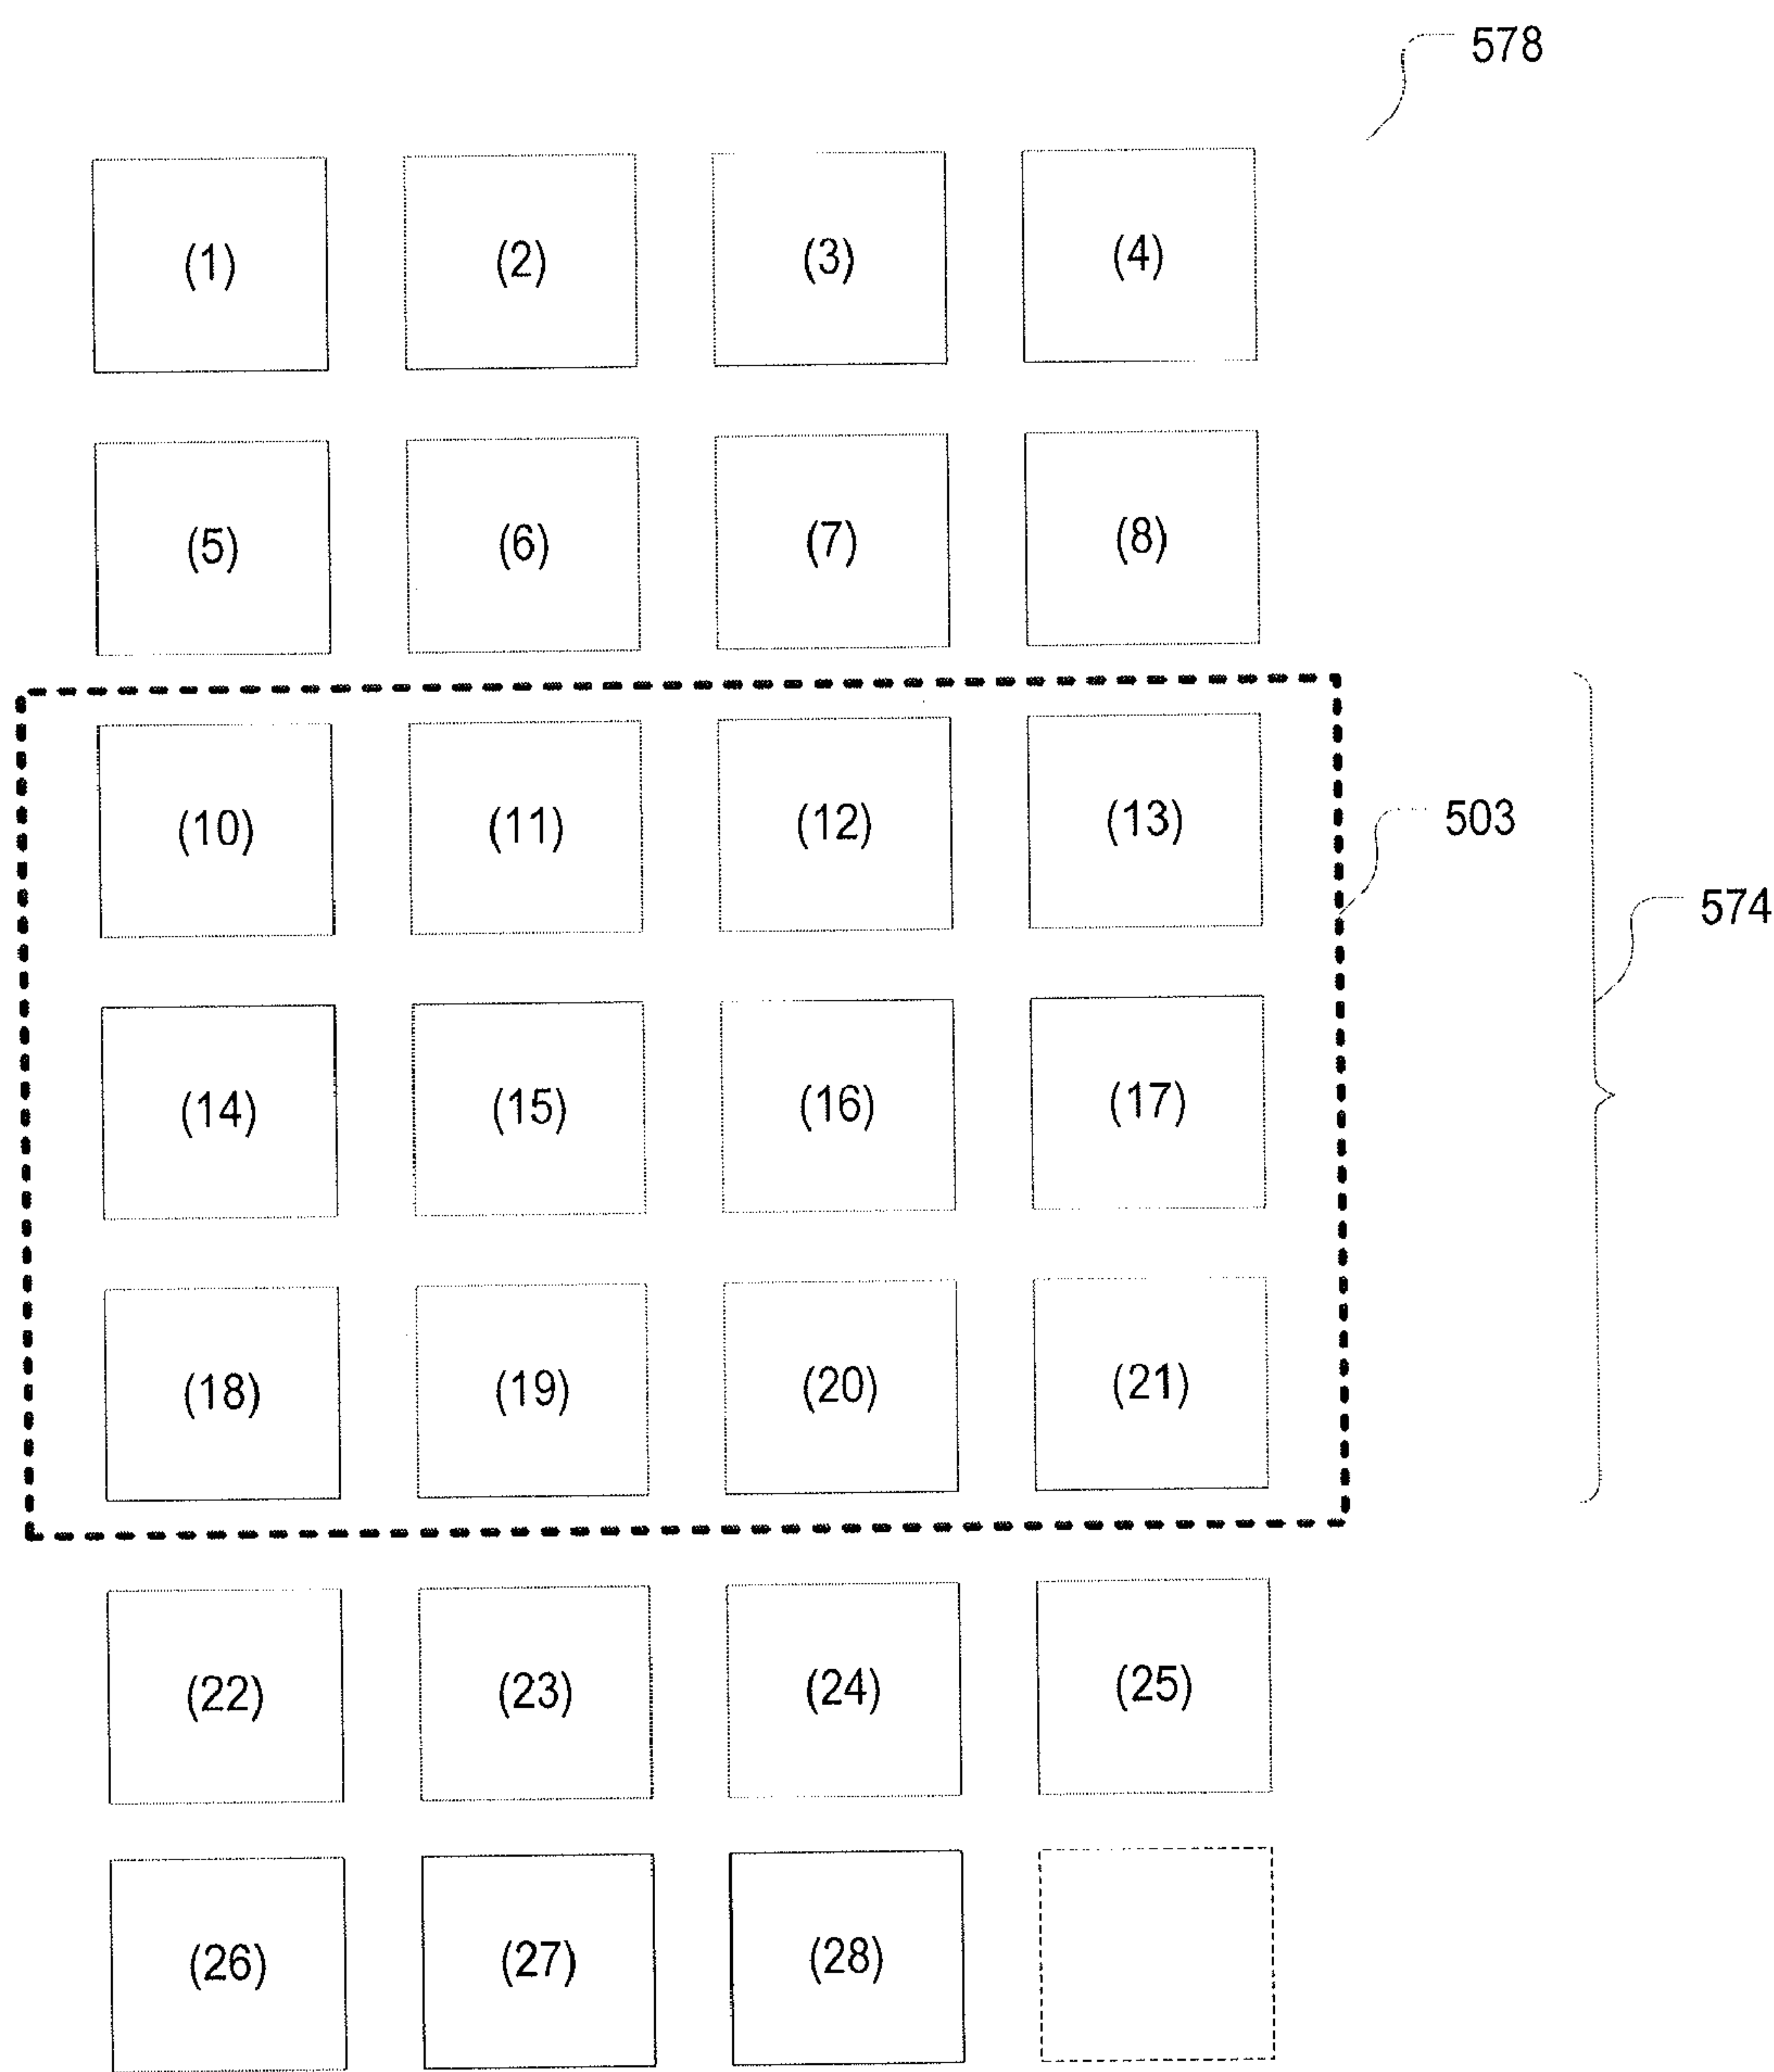 578
(1) (2) (3) (4)
(5) (6) (7) (8)
(10) (11) (12) (13)
503
574
(14) (15) (16) (17)
(18) (19) (20) (21)
(22) (23) (24) (25)
(26) (27) (28)